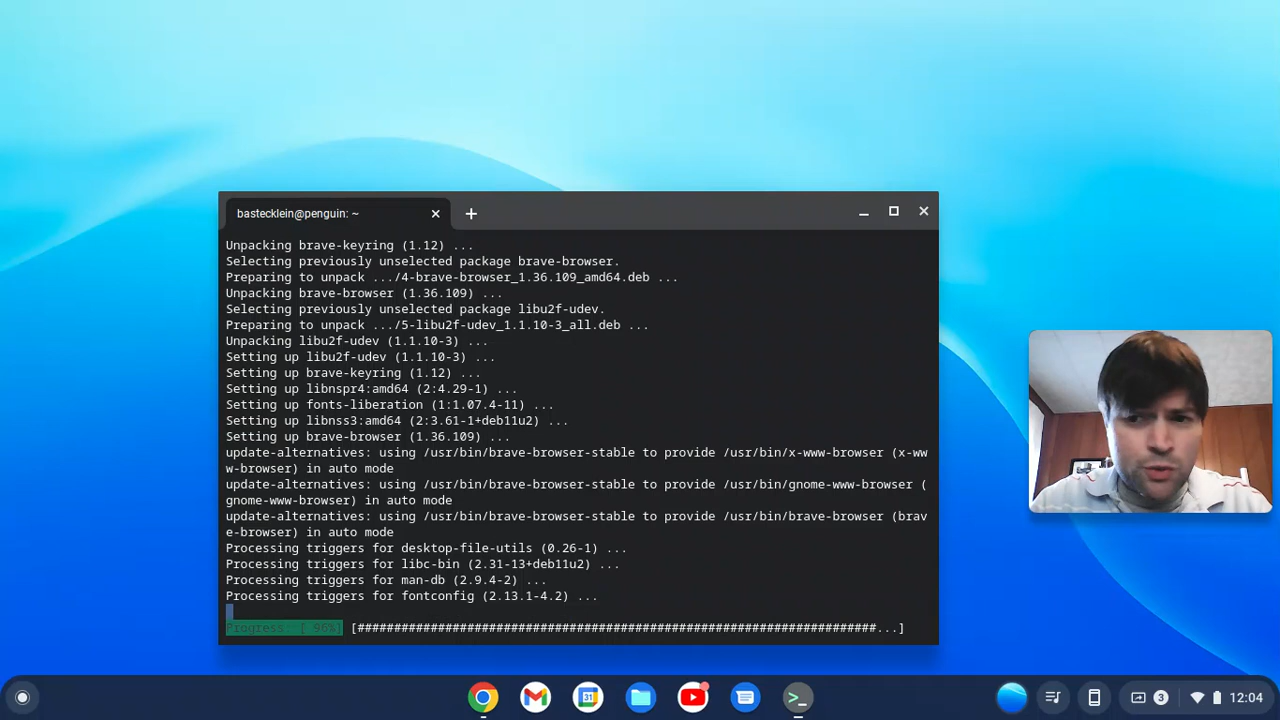 bastecklein@penguin: ~
Unpacking brave-keyring (1.12) ...
Selecting previously unselected package brave-browser.
Preparing to unpack .../4-brave-browser_1.36.109_amd64.deb ...
Unpacking brave-browser (1.36.109) ...
Selecting previously unselected package libu2f-udev.
Preparing to unpack .../5-libu2f-udev_1.1.10-3_all.deb ...
Unpacking libu2f-udev (1.1.10-3) ...
Setting up libu2f-udev (1.1.10-3) ...
Setting up brave-keyring (1.12) ...
Setting up libnspr4:amd64 (2:4.29-1) ...
Setting up fonts-liberation (1:1.07.4-11) ...
Setting up libnss3:amd64 (2:3.61-1+deb11u2) ...
Setting up brave-browser (1.36.109) ...
update-alternatives: using /usr/bin/brave-browser-stable to provide /usr/bin/x-www-browser (x-ww
w-browser) in auto mode
update-alternatives: using /usr/bin/brave-browser-stable to provide /usr/bin/gnome-www-browser (
gnome-www-browser) in auto mode
update-alternatives: using /usr/bin/brave-browser-stable to provide /usr/bin/brave-browser (brav
e-browser) in auto mode
Processing triggers for desktop-file-utils (0.26-1) ...
Processing triggers for libc-bin (2.31-13+deb11u2) ...
Processing triggers for man-db (2.9.4-2) ...
Processing triggers for fontconfig (2.13.1-4.2) ...
Progress: [ 96%] [#######################################################################...]
31
3
12:04